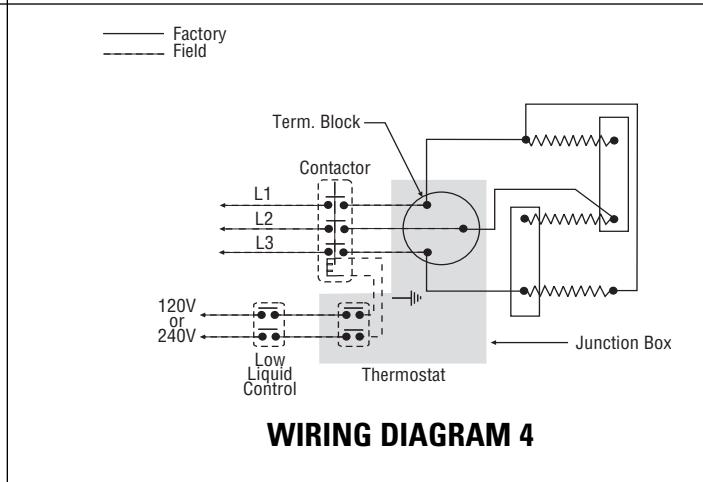 Factory
Field
Term. Block
Contactor
L1
L2
L3
120V
or
240V
Low
Liquid
Control
Thermostat
Junction Box
WIRING DIAGRAM 4